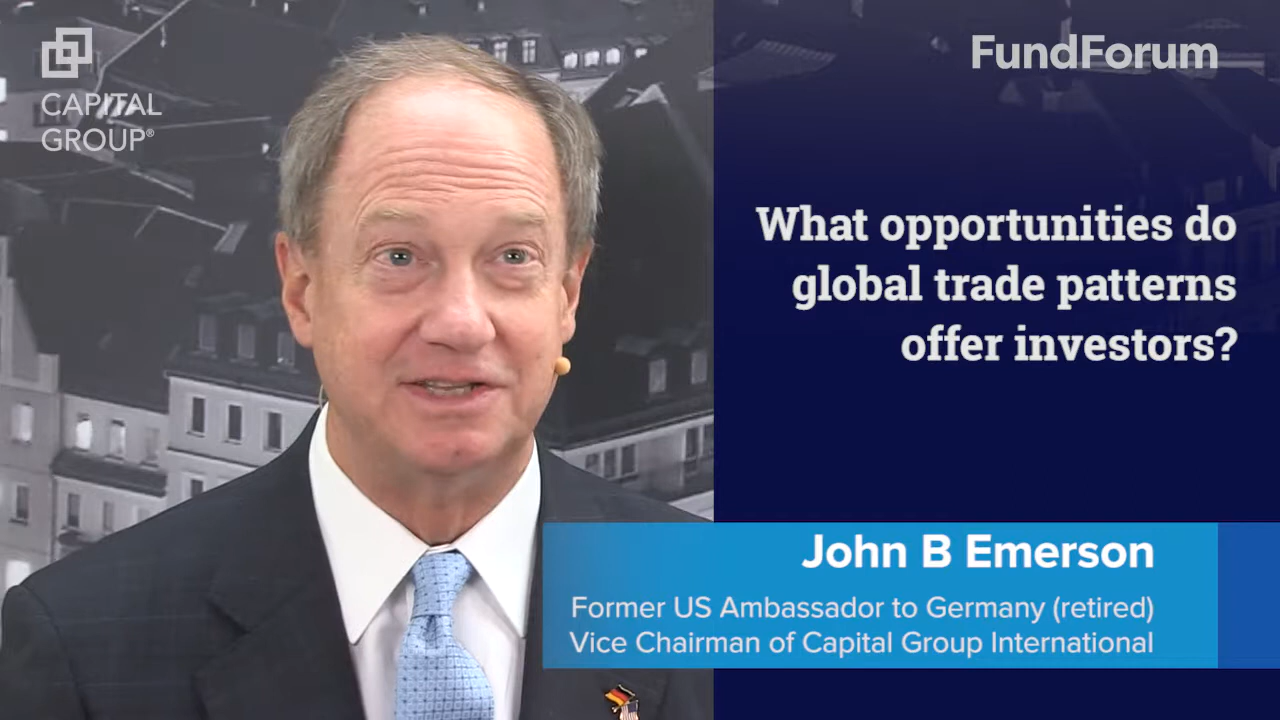 CAPITAL
GROUP®
FundForum
What opportunities do
global trade patterns
offer investors?
John B Emerson
Former US Ambassador to Germany (retired)
Vice Chairman of Capital Group International